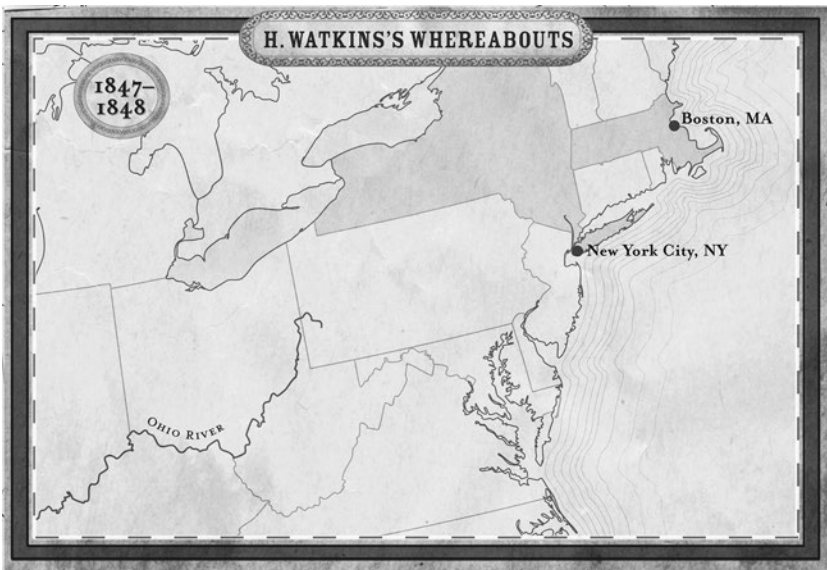 H. WATKINS'S WHEREABOUTS
1847–
1848
Boston, MA
New York City, NY
OHIO RIVER